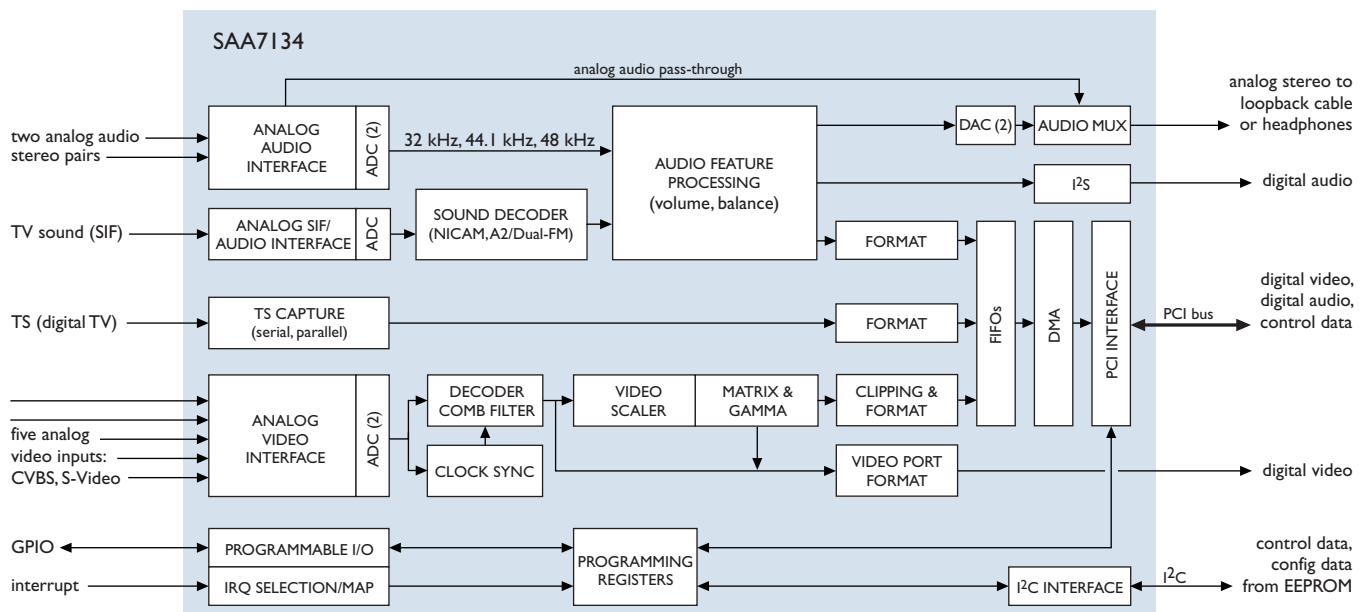 SAA7134
analog audio pass-through
two analog audio
stereo pairs
ANALOG
AUDIO
INTERFACE
ADC (2)
32 kHz, 44.1 kHz, 48 kHz
AUDIO FEATURE
PROCESSING
(volume, balance)
DAC (2)
AUDIO MUX
analog stereo to
loopback cable
or headphones
I²S
digital audio
TV sound (SIF)
ANALOG SIF/
AUDIO INTERFACE
ADC
SOUND DECODER
(NICAM, A2/Dual-FM)
FORMAT
TS (digital TV)
TS CAPTURE
(serial, parallel)
FORMAT
FIFOs
DMA
PCI INTERFACE
PCI bus
digital video,
digital audio,
control data
five analog
video inputs:
CVBS, S-Video
ANALOG
VIDEO
INTERFACE
ADC (2)
DECODER
COMB FILTER
CLOCK SYNC
VIDEO
SCALER
MATRIX &
GAMMA
CLIPPING &
FORMAT
VIDEO PORT
FORMAT
digital video
GPIO
PROGRAMMABLE I/O
interrupt
IRQ SELECTION/MAP
PROGRAMMING
REGISTERS
I²C INTERFACE
I²C
control data,
config data
from EEPROM